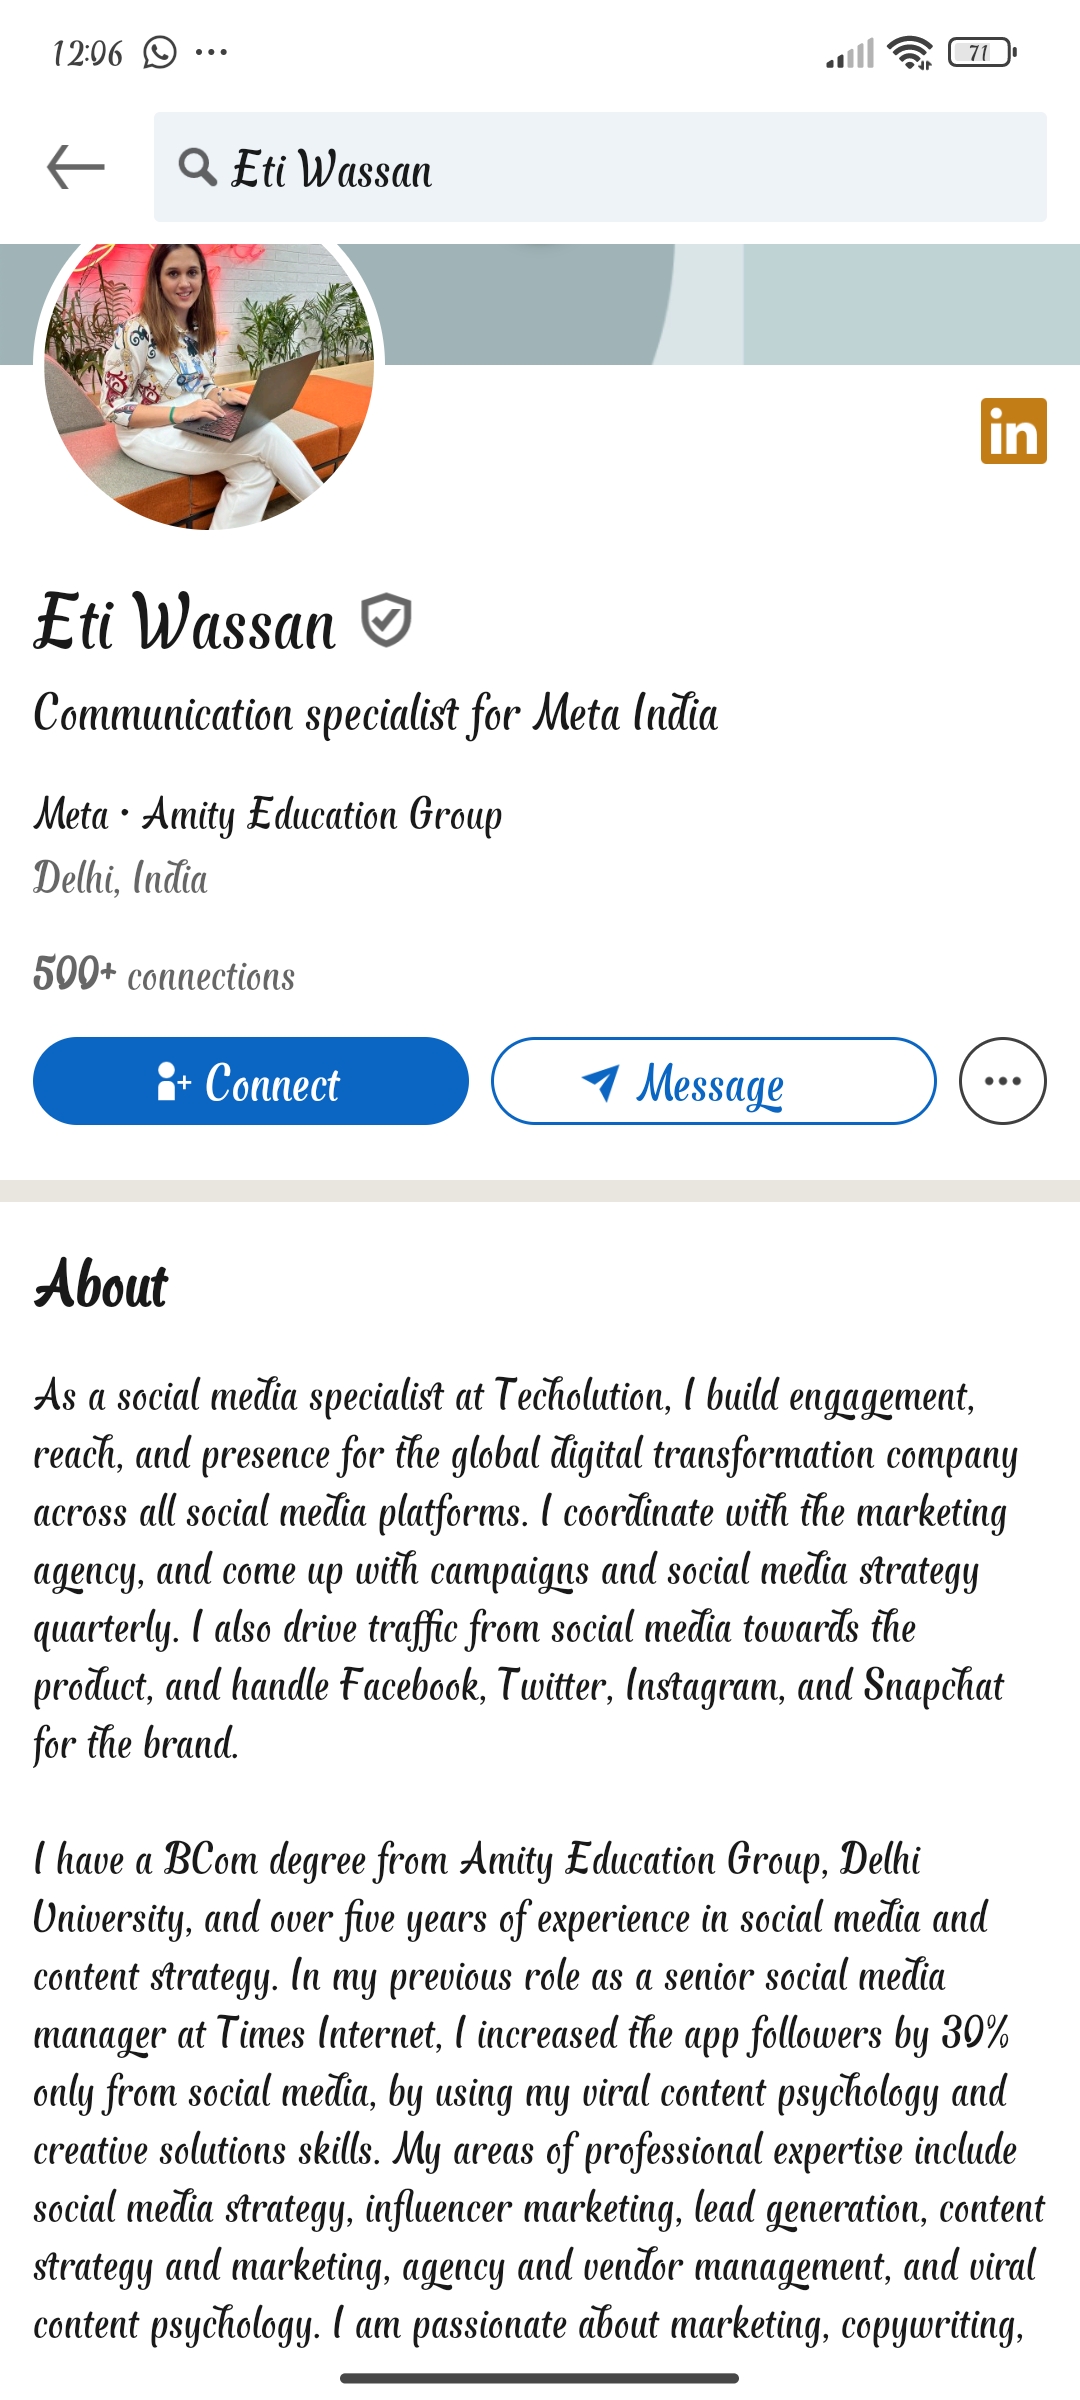 12:06
71
Eti Wassan
in
Eti Wassan
Communication specialist for Meta India
Meta • Amity Education Group
Delhi, India
500+ connections
Connect
Message
About
As a social media specialist at Techolution, I build engagement,
reach, and presence for the global digital transformation company
across all social media platforms. I coordinate with the marketing
agency, and come up with campaigns and social media strategy
quarterly. I also drive traffic from social media towards the
product, and handle Facebook, Twitter, Instagram, and Snapchat
for the brand.
I have a BCom degree from Amity Education Group, Delhi
University, and over five years of experience in social media and
content strategy. In my previous role as a senior social media
manager at Times Internet, I increased the app followers by 30%
only from social media, by using my viral content psychology and
creative solutions skills. My areas of professional expertise include
social media strategy, influencer marketing, lead generation, content
strategy and marketing, agency and vendor management, and viral
content psychology. I am passionate about marketing, copywriting,